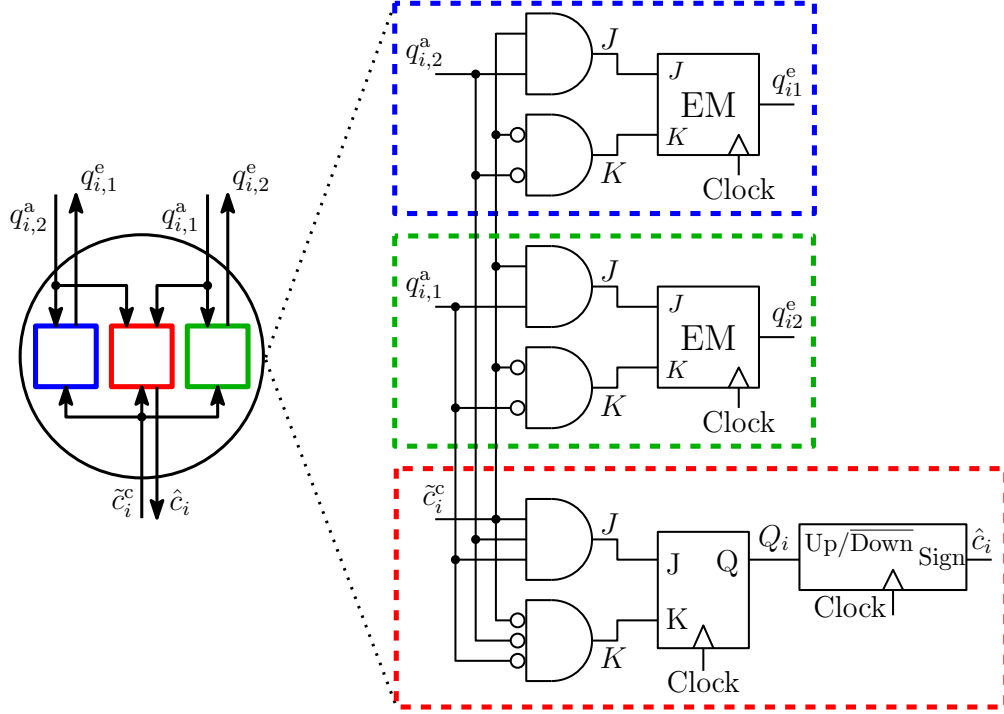 q^e_{i,1} q^e_{i,2}
q^a_{i,2} q^a_{i,1}
c̃^c_i ĉ_i
q^a_{i,2}
J
J
EM
q^e_{i1}
K
K
Clock
q^a_{i,1}
J
J
EM
q^e_{i2}
K
K
Clock
c̃^c_i
J
J Q
K
K
Clock
Q_i
Up/D̅o̅w̅n̅
Sign
ĉ_i
Clock